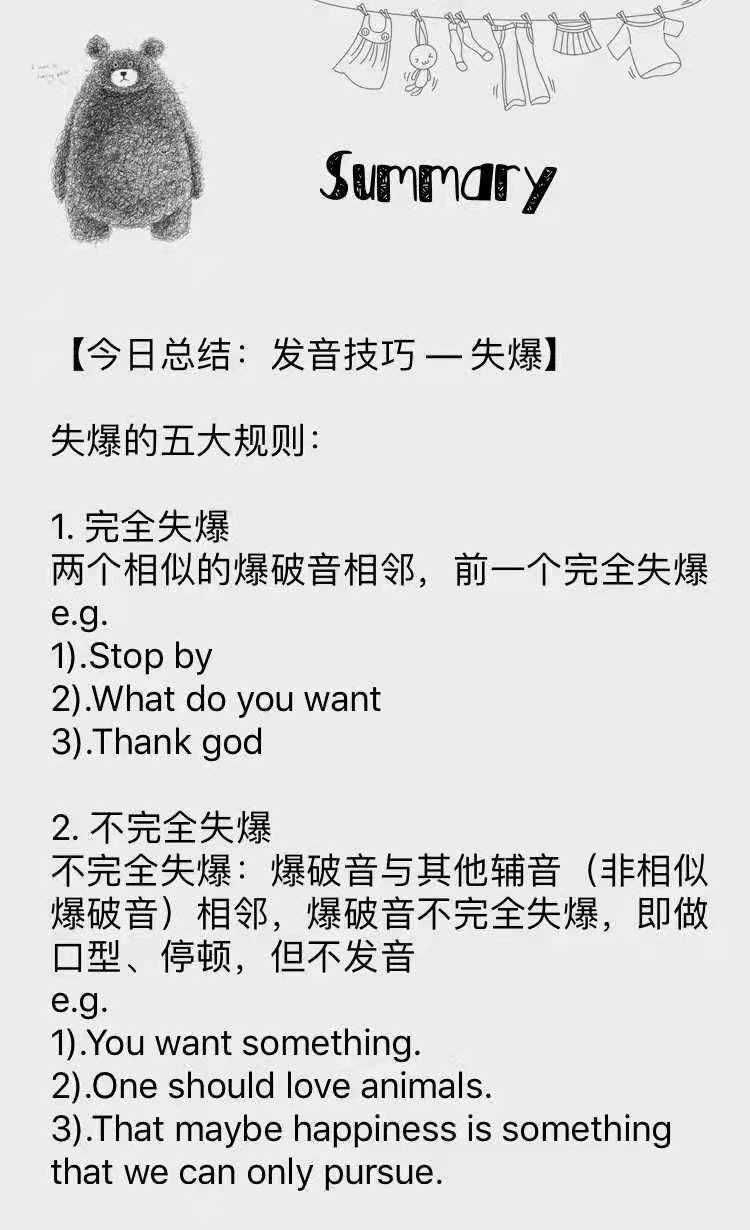 Summary
【今日总结：发音技巧 — 失爆】
失爆的五大规则：
1. 完全失爆
两个相似的爆破音相邻，前一个完全失爆
e.g.
1).Stop by
2).What do you want
3).Thank god
2. 不完全失爆
不完全失爆：爆破音与其他辅音（非相似
爆破音）相邻，爆破音不完全失爆，即做
口型、停顿，但不发音
e.g.
1).You want something.
2).One should love animals.
3).That maybe happiness is something
that we can only pursue.